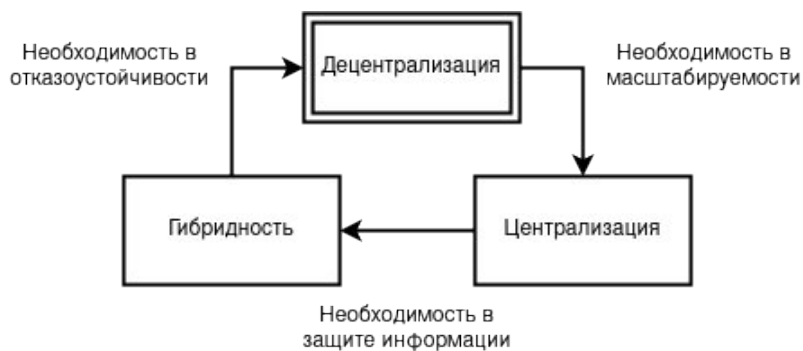 Необходимость в
отказоустойчивости
Децентрализация
Необходимость в
масштабируемости
Гибридность
Централизация
Необходимость в
защите информации